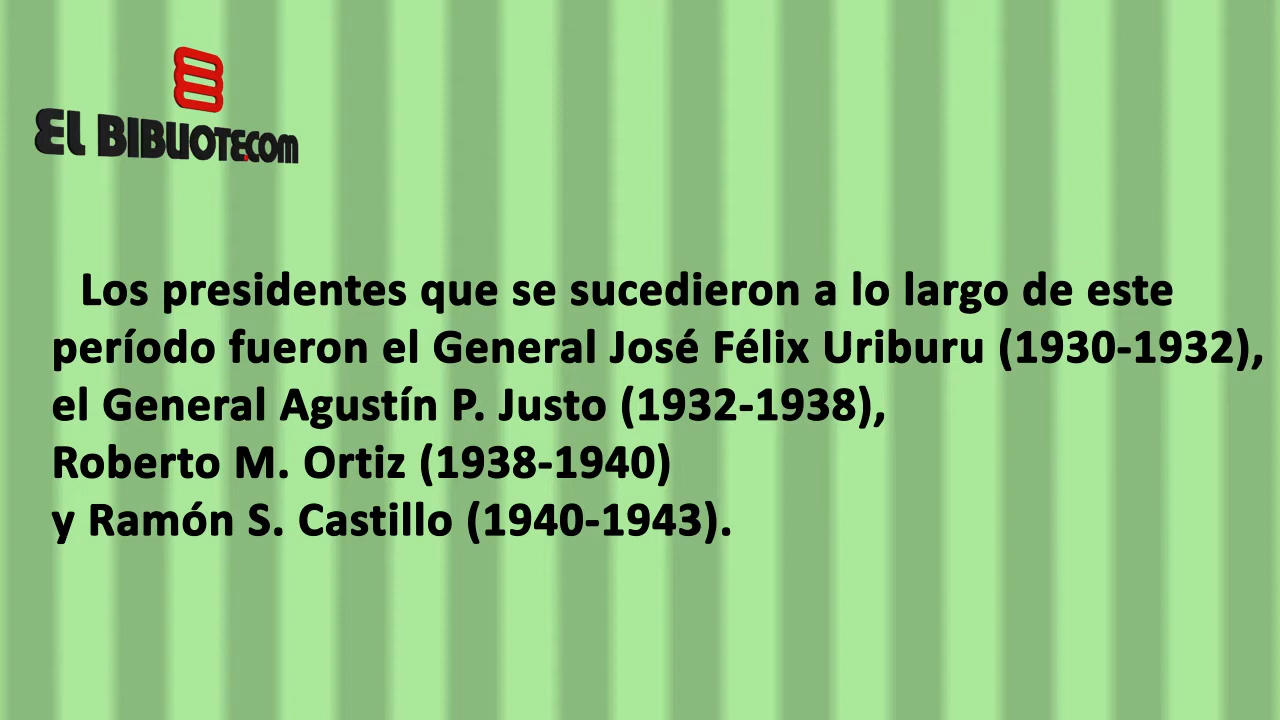 EL BIBLIOTE.COM
Los presidentes que se sucedieron a lo largo de este
período fueron el General José Félix Uriburu (1930-1932),
el General Agustín P. Justo (1932-1938),
Roberto M. Ortiz (1938-1940)
y Ramón S. Castillo (1940-1943).